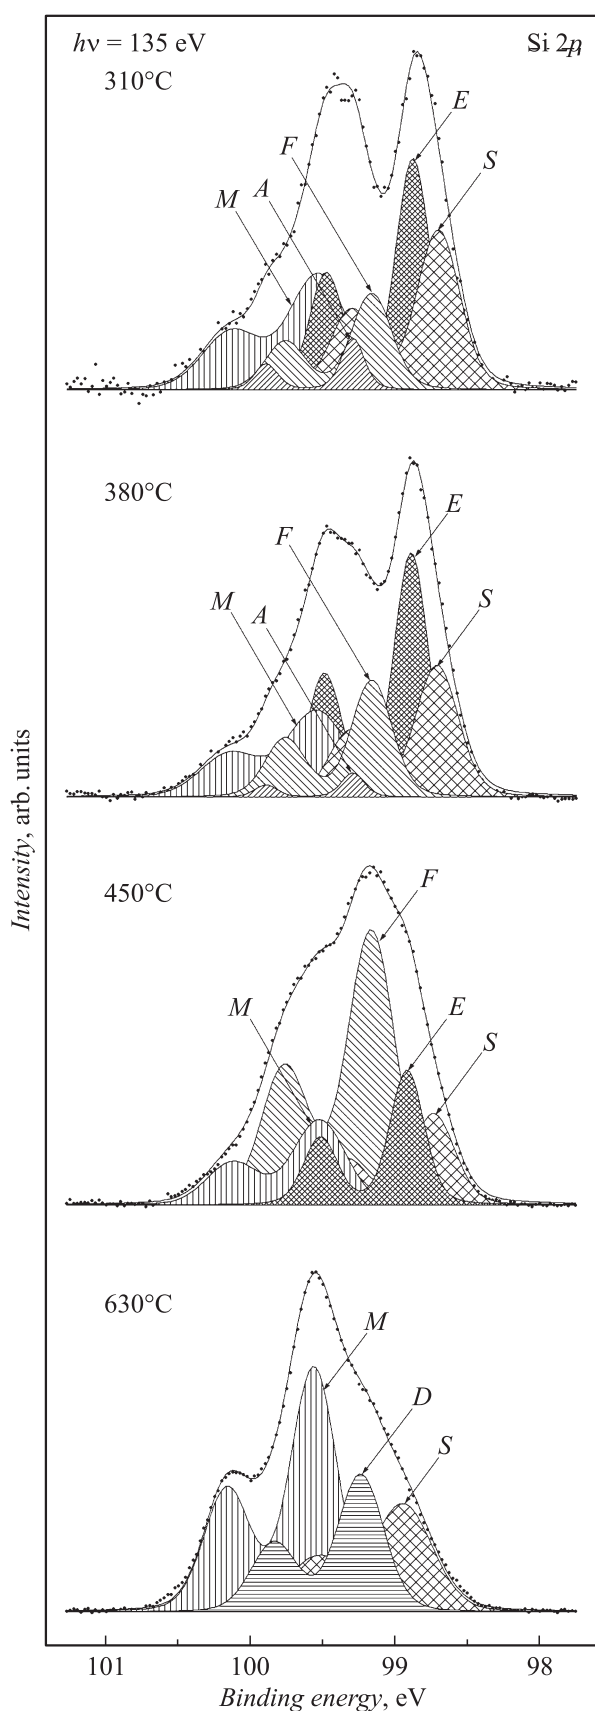 hν = 135 eV
Si 2p
310°C
E
F
S
A
M
380°C
E
F
S
M
A
Intensity, arb. units
450°C
F
M
E
S
630°C
M
D
S
101 100 99 98
Binding energy, eV